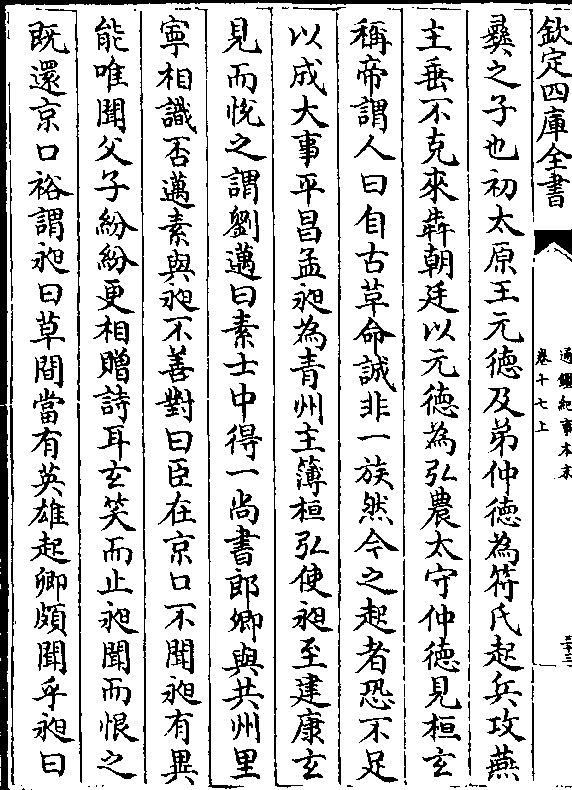 欽定四庫全書
通鑑紀事本末
卷十七上
三十三
彛之子也初太原王元徳及弟仲徳為苻氏起兵攻燕
主垂不克來犇朝廷以元徳為弘農太守仲徳見桓玄
稱帝謂人曰自古革命誠非一族然今之起者恐不足
以成大事平昌孟昶為青州主簿桓弘使昶至建康玄
見而悅之謂劉邁曰素士中得一尚書郎卿與共州里
寧相識否邁素與昶不善對曰臣在京口不聞昶有異
能唯聞父子紛紛更相贈詩耳玄笑而止昶聞而恨之
既還京口裕謂昶曰草間當有英雄起卿頗聞乎昶曰